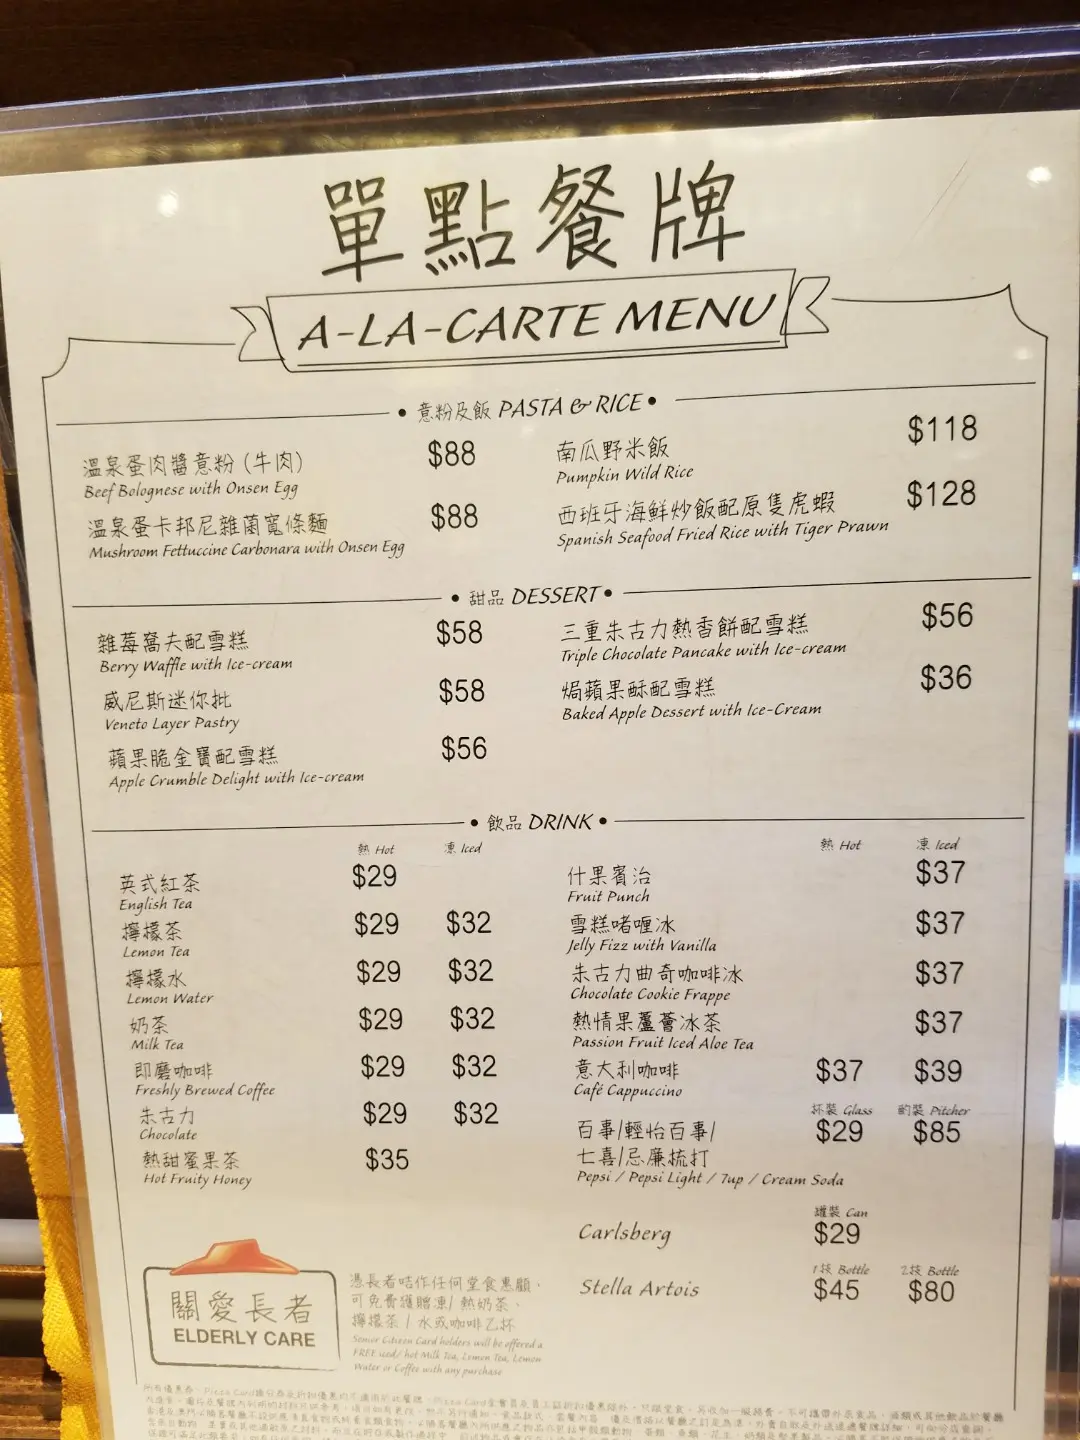 單點餐牌
A-LA-CARTE MENU
• 意粉及飯 PASTA & RICE •
溫泉蛋肉醬意粉 (牛肉) $88
Beef Bolognese with Onsen Egg
溫泉蛋卡邦尼雜菌寬條麵 $88
Mushroom Fettuccine Carbonara with Onsen Egg
南瓜野米飯 $118
Pumpkin Wild Rice
西班牙海鮮炒飯配原隻虎蝦 $128
Spanish Seafood Fried Rice with Tiger Prawn
• 甜品 DESSERT •
雜莓窩夫配雪糕 $58
Berry Waffle with Ice-cream
威尼斯迷你批 $58
Veneto Layer Pastry
蘋果脆金寶配雪糕 $56
Apple Crumble Delight with Ice-cream
三重朱古力熱香餅配雪糕 $56
Triple Chocolate Pancake with Ice-cream
焗蘋果酥配雪糕 $36
Baked Apple Dessert with Ice-Cream
• 飲品 DRINK •
熱 Hot 凍 Iced
英式紅茶 $29
English Tea
檸檬茶 $29 $32
Lemon Tea
檸檬水 $29 $32
Lemon Water
奶茶 $29 $32
Milk Tea
即磨咖啡 $29 $32
Freshly Brewed Coffee
朱古力 $29 $32
Chocolate
熱甜蜜果茶 $35
Hot Fruity Honey
熱 Hot 凍 Iced
什果賓治 $37
Fruit Punch
雪糕啫喱冰 $37
Jelly Fizz with Vanilla
朱古力曲奇咖啡冰 $37
Chocolate Cookie Frappe
熱情果蘆薈冰茶 $37
Passion Fruit Iced Aloe Tea
意大利咖啡 $37 $39
Café Cappuccino
杯裝 Glass 酌裝 Pitcher
百事/輕怡百事/ $29 $85
七喜/忌廉梳打
Pepsi / Pepsi Light / 7up / Cream Soda
罐裝 Can
Carlsberg $29
1枝 Bottle 2枝 Bottle
Stella Artois $45 $80
關愛長者
ELDERLY CARE
憑長者咭作任何堂食惠顧，
可免費獲贈凍/熱奶茶、
檸檬茶/水或咖啡乙杯
Senior Citizen Card holders will be offered a
FREE iced/ hot Milk Tea, Lemon Tea, Lemon
Water or Coffee with any purchase